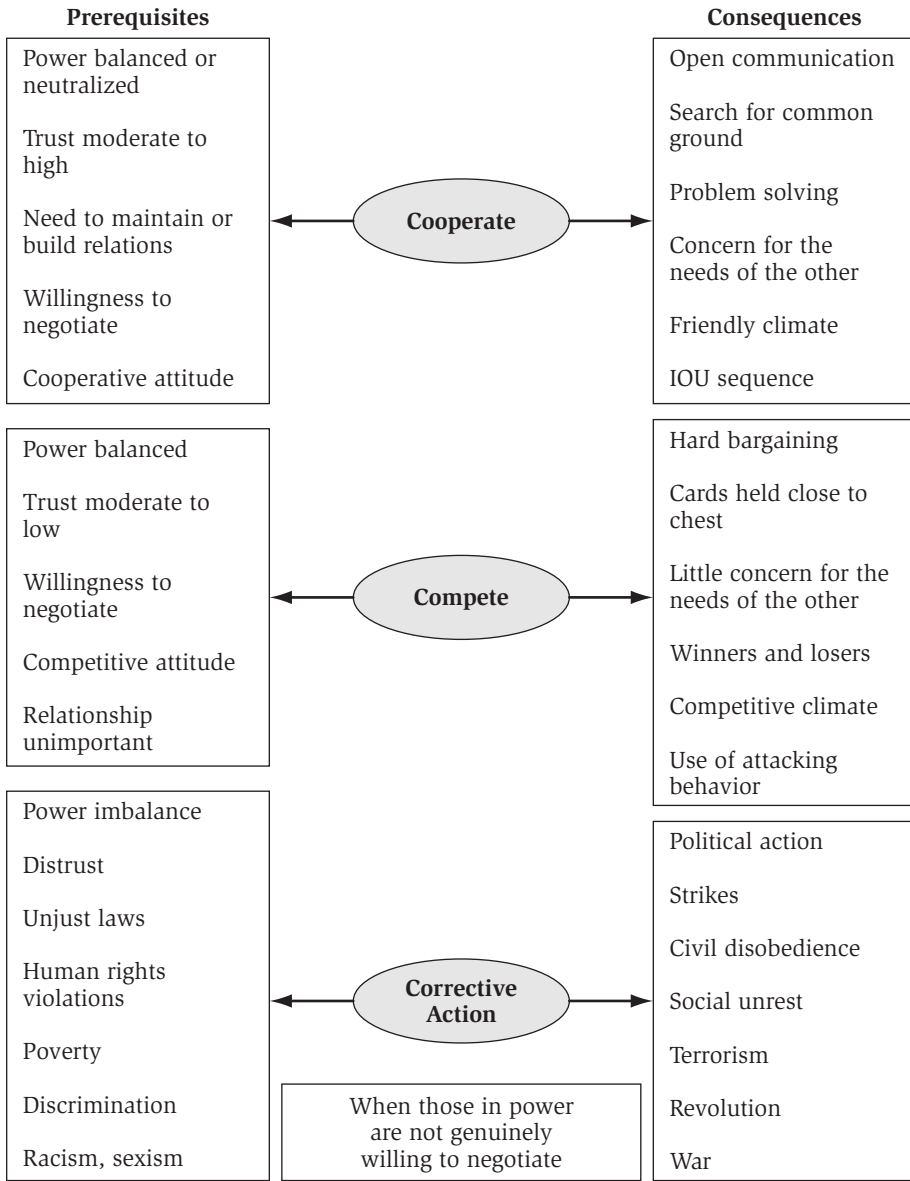 Prerequisites
Power balanced or
neutralized
Trust moderate to
high
Need to maintain or
build relations
Willingness to
negotiate
Cooperative attitude
Cooperate
Consequences
Open communication
Search for common
ground
Problem solving
Concern for the
needs of the other
Friendly climate
IOU sequence
Power balanced
Trust moderate to
low
Willingness to
negotiate
Competitive attitude
Relationship
unimportant
Compete
Hard bargaining
Cards held close to
chest
Little concern for the
needs of the other
Winners and losers
Competitive climate
Use of attacking
behavior
Power imbalance
Distrust
Unjust laws
Human rights
violations
Poverty
Discrimination
Racism, sexism
Corrective
Action
When those in power
are not genuinely
willing to negotiate
Political action
Strikes
Civil disobedience
Social unrest
Terrorism
Revolution
War